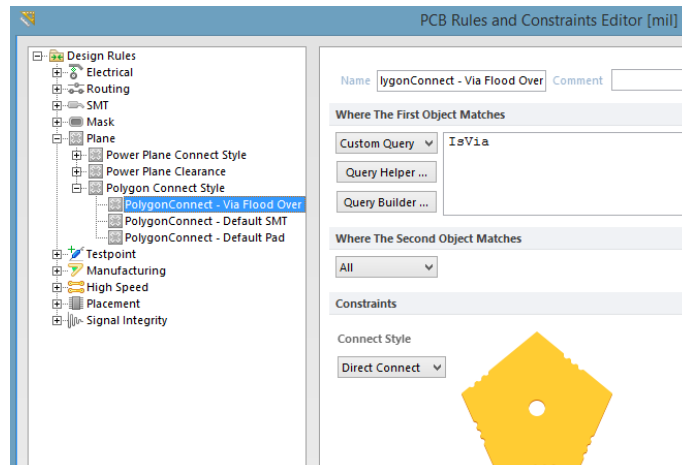 PCB Rules and Constraints Editor [mil]
Design Rules
Electrical
Routing
SMT
Mask
Plane
Power Plane Connect Style
Power Plane Clearance
Polygon Connect Style
PolygonConnect - Via Flood Over
PolygonConnect - Default SMT
PolygonConnect - Default Pad
Testpoint
Manufacturing
High Speed
Placement
Signal Integrity
Name lygonConnect - Via Flood Over Comment
Where The First Object Matches
Custom Query IsVia
Query Helper ...
Query Builder ...
Where The Second Object Matches
All
Constraints
Connect Style
Direct Connect